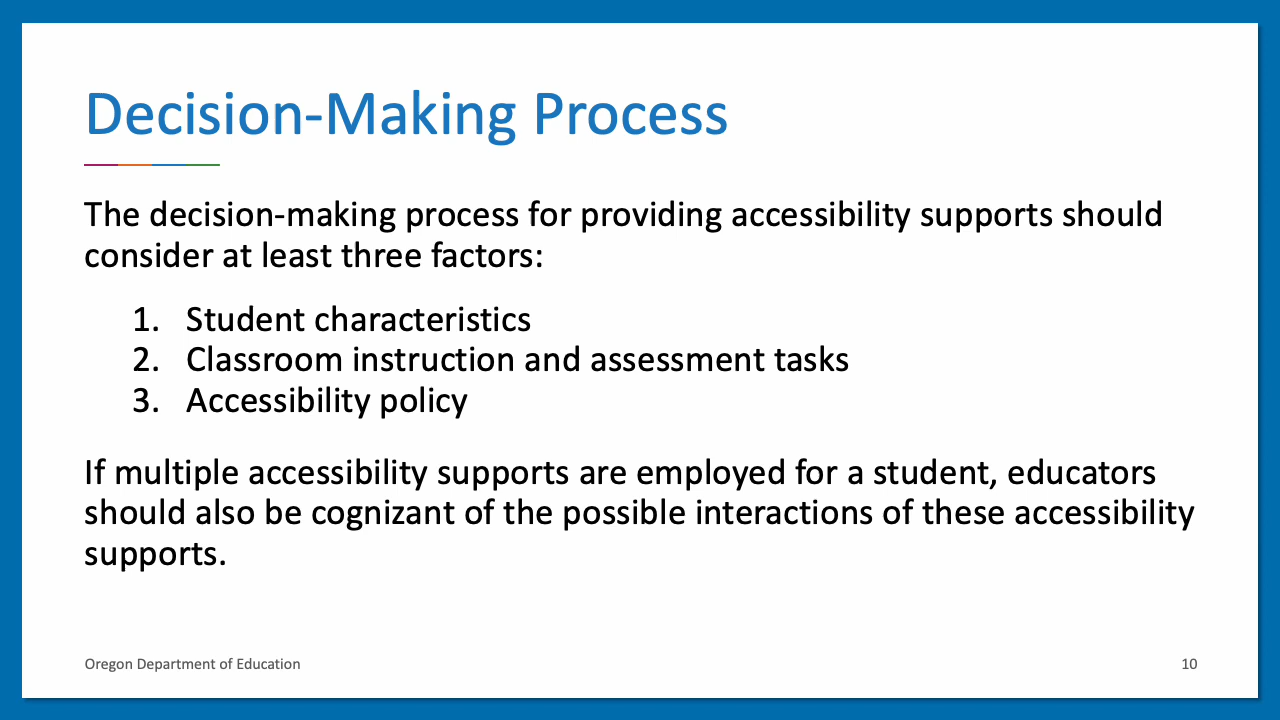 Decision-Making Process
The decision-making process for providing accessibility supports should
consider at least three factors:
1. Student characteristics
2. Classroom instruction and assessment tasks
3. Accessibility policy
If multiple accessibility supports are employed for a student, educators
should also be cognizant of the possible interactions of these accessibility
supports.
Oregon Department of Education
10